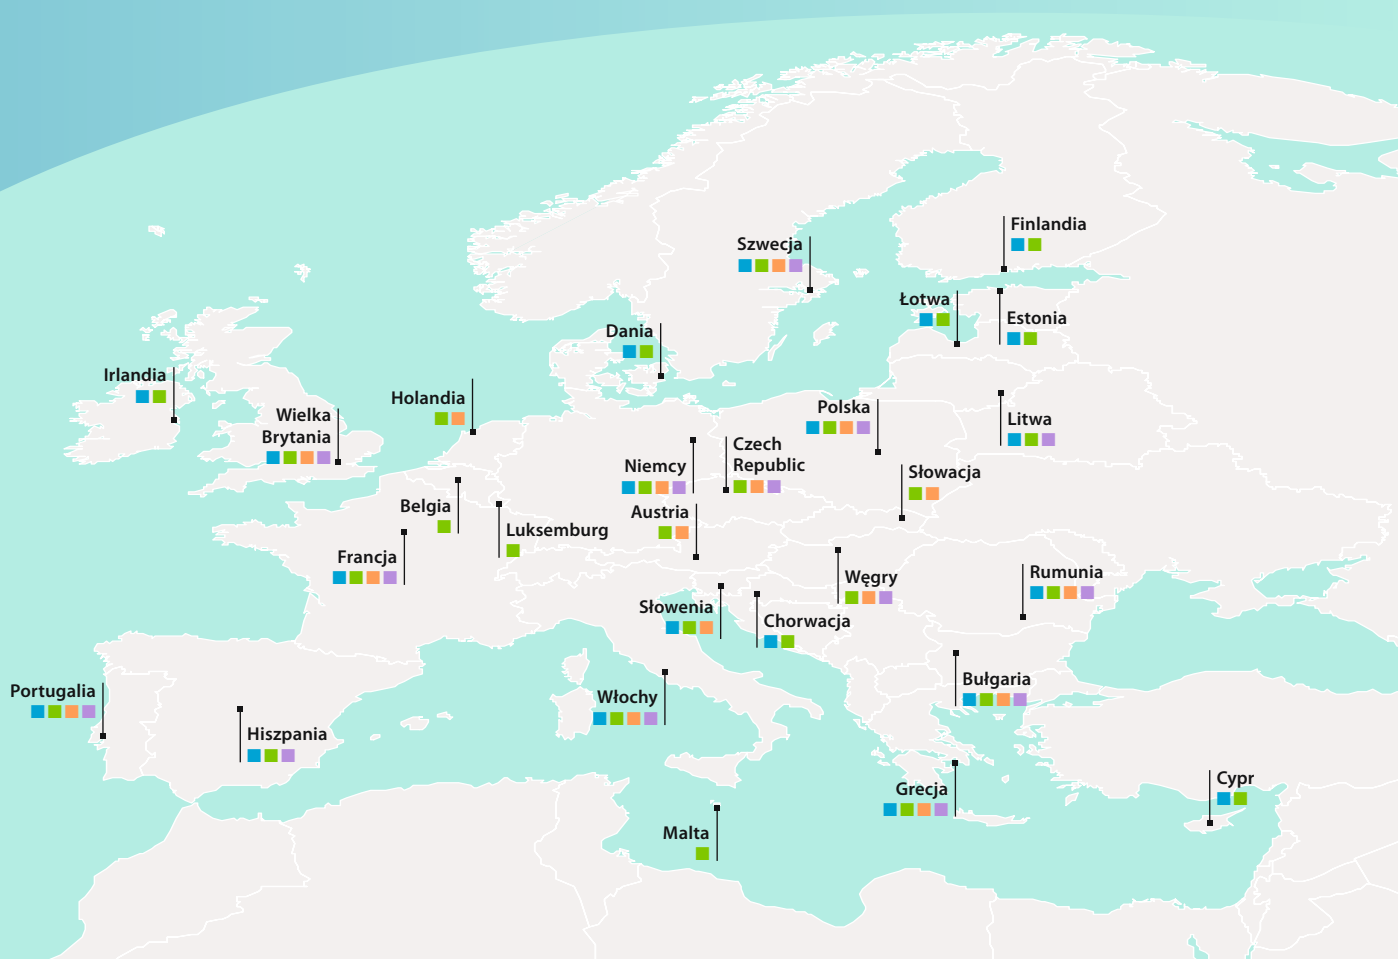 Finlandia
Szwecja
Łotwa
Estonia
Dania
Irlandia
Holandia
Wielka
Brytania
Polska
Litwa
Czech
Republic
Niemcy
Słowacja
Belgia
Austria
Luksemburg
Francja
Węgry
Rumunia
Słowenia
Chorwacja
Bułgaria
Portugalia
Włochy
Hiszpania
Cypr
Grecja
Malta